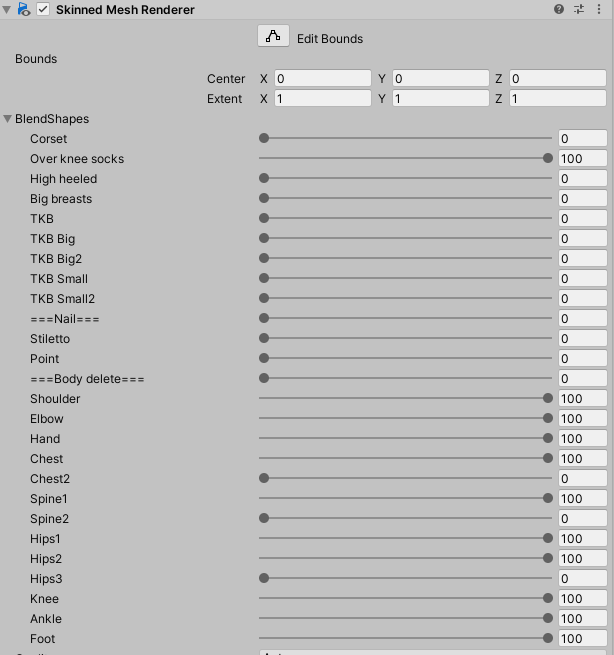 Skinned Mesh Renderer
Edit Bounds
Bounds
Center X 0 Y 0 Z 0
Extent X 1 Y 1 Z 1
BlendShapes
Corset 0
Over knee socks 100
High heeled 0
Big breasts 0
TKB 0
TKB Big 0
TKB Big2 0
TKB Small 0
TKB Small2 0
===Nail=== 0
Stiletto 0
Point 0
===Body delete=== 0
Shoulder 100
Elbow 100
Hand 100
Chest 100
Chest2 0
Spine1 100
Spine2 0
Hips1 100
Hips2 100
Hips3 0
Knee 100
Ankle 100
Foot 100